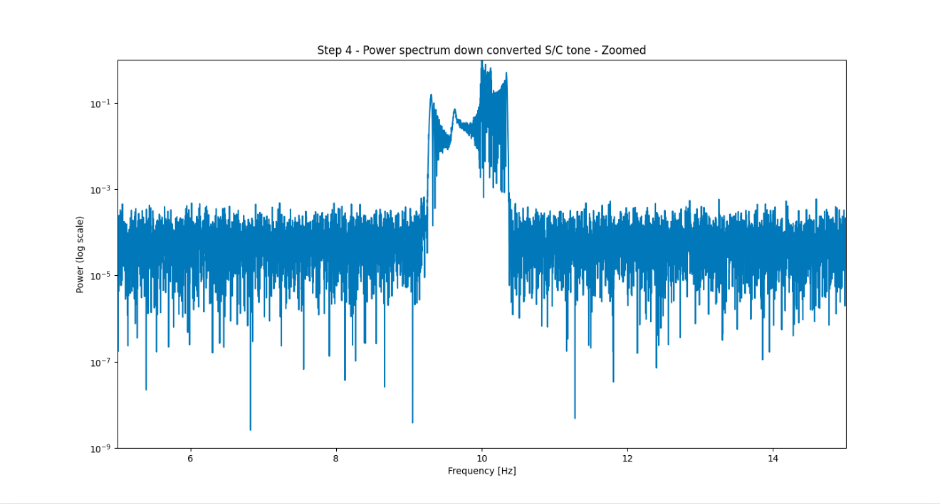 Step 4 - Power spectrum down converted S/C tone - Zoomed
Power (log scale)
10⁻¹
10⁻³
10⁻⁵
10⁻⁷
10⁻⁹
6 8 10 12 14
Frequency [Hz]